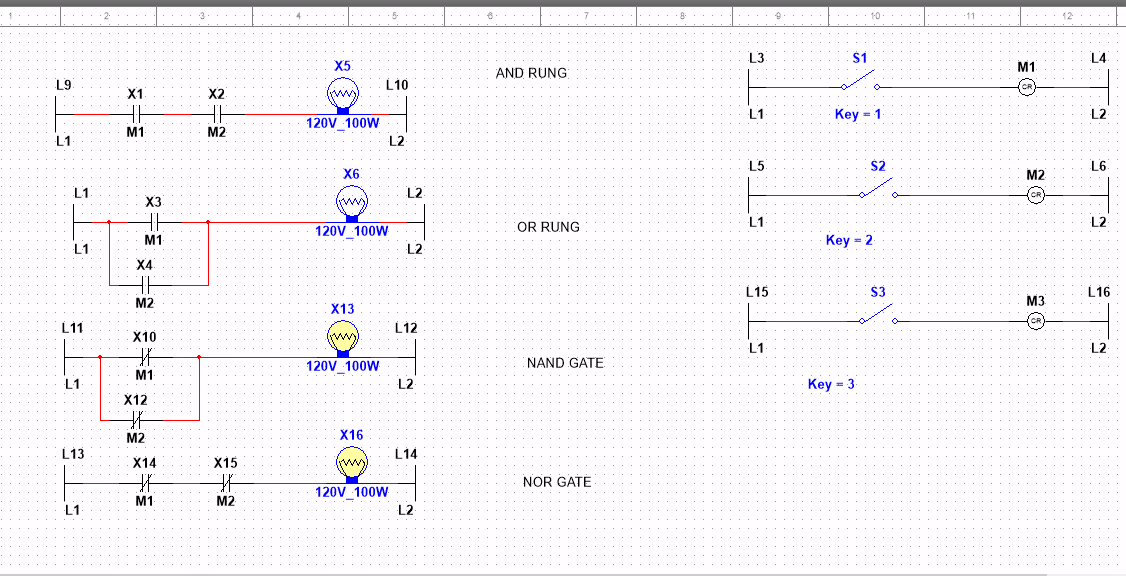 1 2 3 4 5 6 7 8 9 10 11 12
X5
L9 L10
X1 X2
M1 M2 120V_100W
L1 L2
AND RUNG
X6
L1 L2
X3
M1 120V_100W
L1 L2
X4
M2
OR RUNG
X13
L11 L12
X10
M1 120V_100W
L1 L2
X12
M2
NAND GATE
X16
L13 L14
X14 X15
M1 M2 120V_100W
L1 L2
NOR GATE
L3 S1 L4
M1
CR
L1 Key = 1 L2
L5 S2 L6
M2
CR
L1 L2
Key = 2
L15 S3 L16
M3
CR
L1 L2
Key = 3